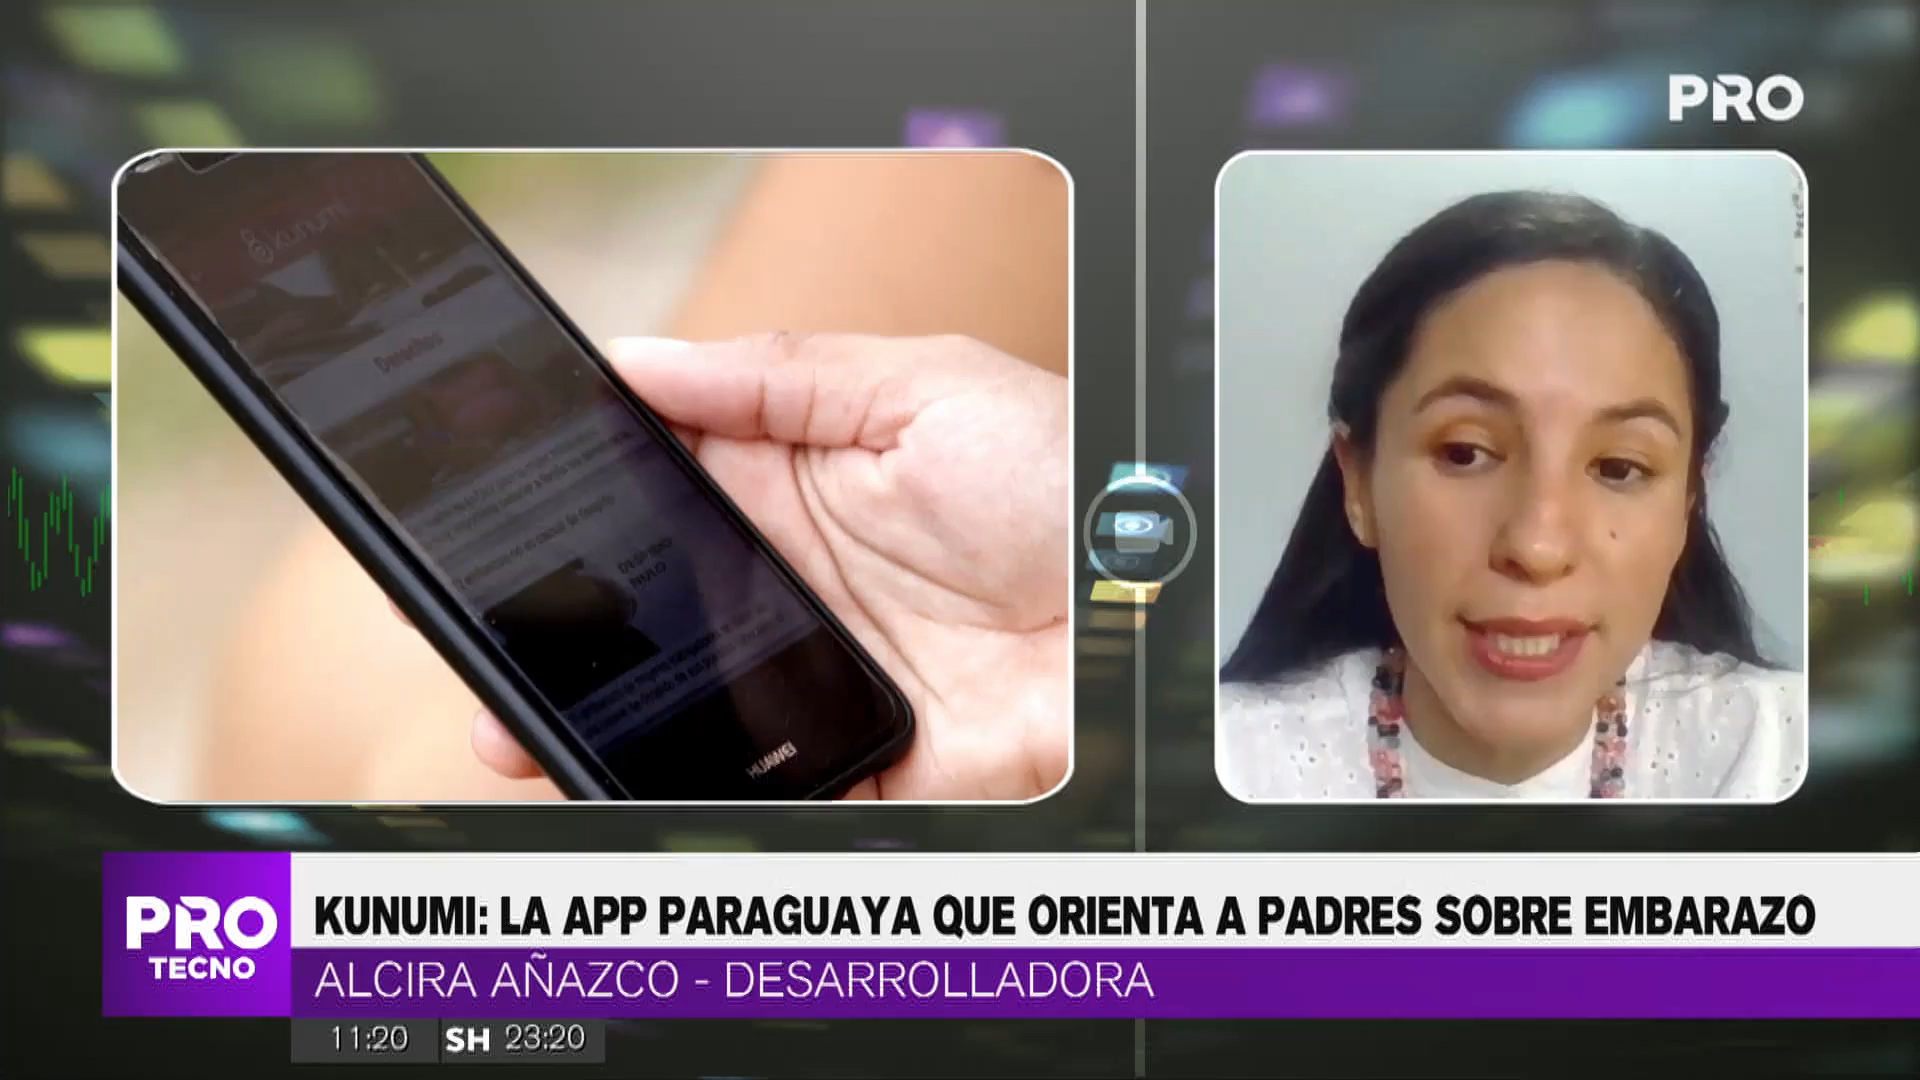 PRO
kunumi
Derechos
HUAWEI
PRO
TECNO
KUNUMI: LA APP PARAGUAYA QUE ORIENTA A PADRES SOBRE EMBARAZO
ALCIRA AÑAZCO - DESARROLLADORA
11:20 SH 23:20